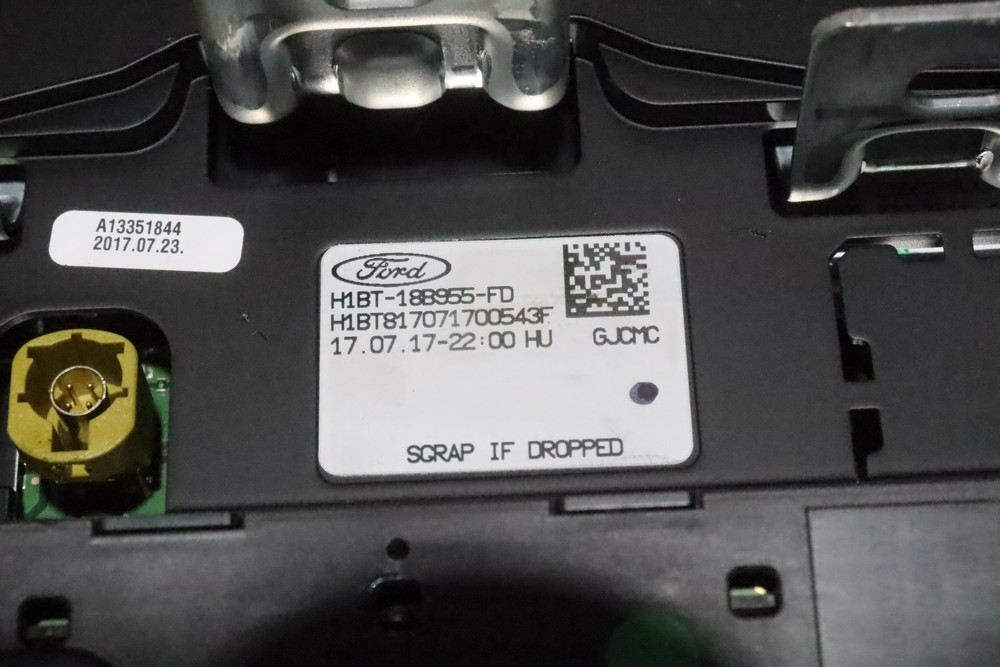 A13351844
2017.07.23.
Ford
H1BT-18B955-FD
H1BT817071700543F
17.07.17-22:00 HU GJCMC
SCRAP IF DROPPED